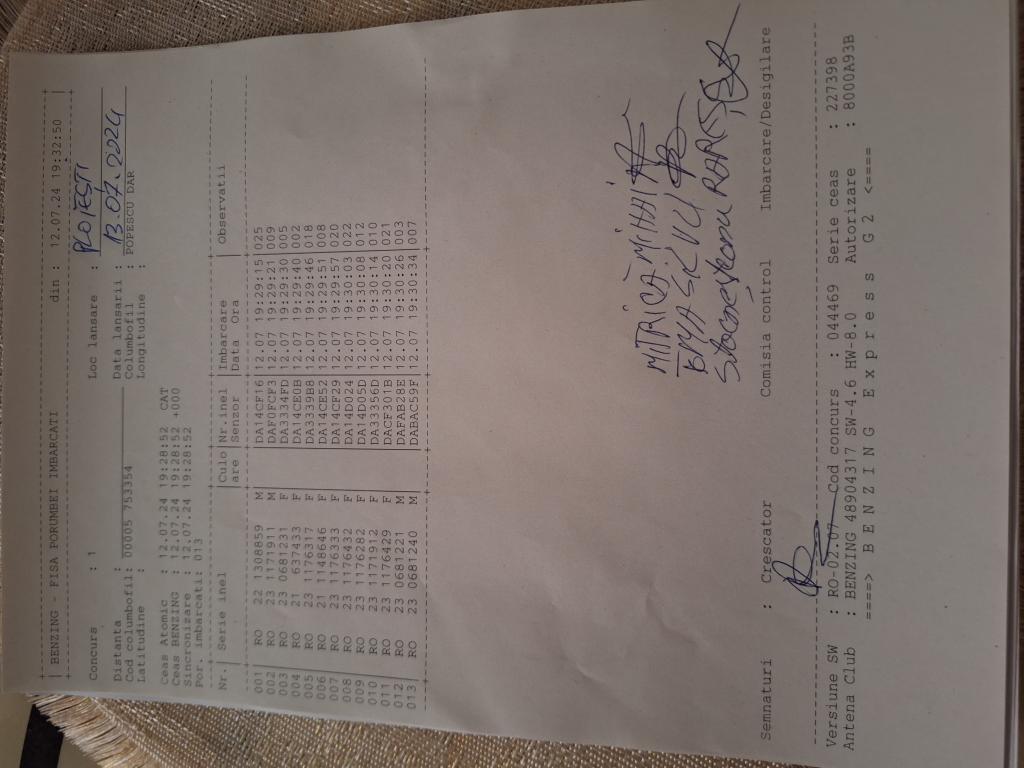 BENZING - FISA PORUMBEI IMBARCATI din : 12.07.24 19:32:50
Concurs : 1 Loc lansare : PLOIEȘTI
Distanta : Data lansarii : 13.07.2024
Cod columbofil: 00005 753354 Columbofil : POPESCU DAR
Latitudine : Longitudine :
Ceas Atomic : 12.07.24 19:28:52 CAT
Ceas BENZING : 12.07.24 19:28:52 +000
Sincronizare : 12.07.24 19:28:52
Por. imbarcati: 013
Nr. | Serie inel | Culo | Nr.inel | Imbarcare | Observatii
are | Senzor | Data Ora
001 | RO 22 1308859 M | DA14CF16 | 12.07 19:29:15 | 025
002 | RO 23 1171911 M | DAF0FCF3 | 12.07 19:29:21 | 009
003 | RO 23 0681231 F | DA3334FD | 12.07 19:29:30 | 005
004 | RO 21 637433 F | DA14CE0B | 12.07 19:29:40 | 002
005 | RO 23 1176317 F | DA3339B8 | 12.07 19:29:46 | 018
006 | RO 21 1148646 F | DA14CE52 | 12.07 19:29:51 | 008
007 | RO 23 1176333 F | DA14CF29 | 12.07 19:29:57 | 020
008 | RO 23 1176432 F | DA14D024 | 12.07 19:30:03 | 022
009 | RO 23 1176282 F | DA14D05D | 12.07 19:30:08 | 012
010 | RO 23 1171912 F | DA33356D | 12.07 19:30:14 | 010
011 | RO 23 1176429 F | DACF301B | 12.07 19:30:20 | 021
012 | RO 23 0681221 M | DAFAB28E | 12.07 19:30:26 | 003
013 | RO 23 0681240 M | DABAC59F | 12.07 19:30:34 | 007
MITRICĂ MIHAI
RARES
Semnaturi : Crescator Comisia control Imbarcare/Desigilare
Versiune SW : RO-02.07 Cod concurs : 044469 Serie ceas : 227398
Antena Club : BENZING 48904317 SW-4.6 HW-8.0 Autorizare : 8000A93B
====> B E N Z I N G E x p r e s s G 2 <====